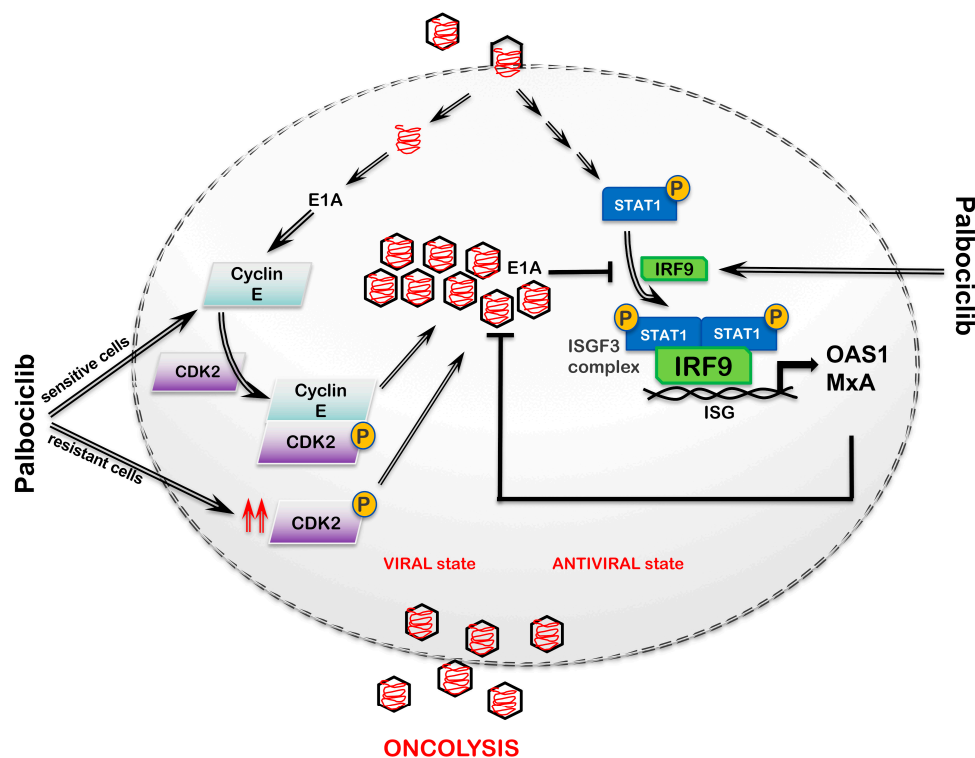 P
STAT1
E1A
Palbociclib
Cyclin
E
E1A
IRF9
P
P
STAT1
STAT1
ISGF3
complex
IRF9
OAS1
MxA
ISG
Palbociclib
sensitive cells
resistant cells
CDK2
Cyclin
E
CDK2
P
P
CDK2
VIRAL state
ANTIVIRAL state
ONCOLYSIS